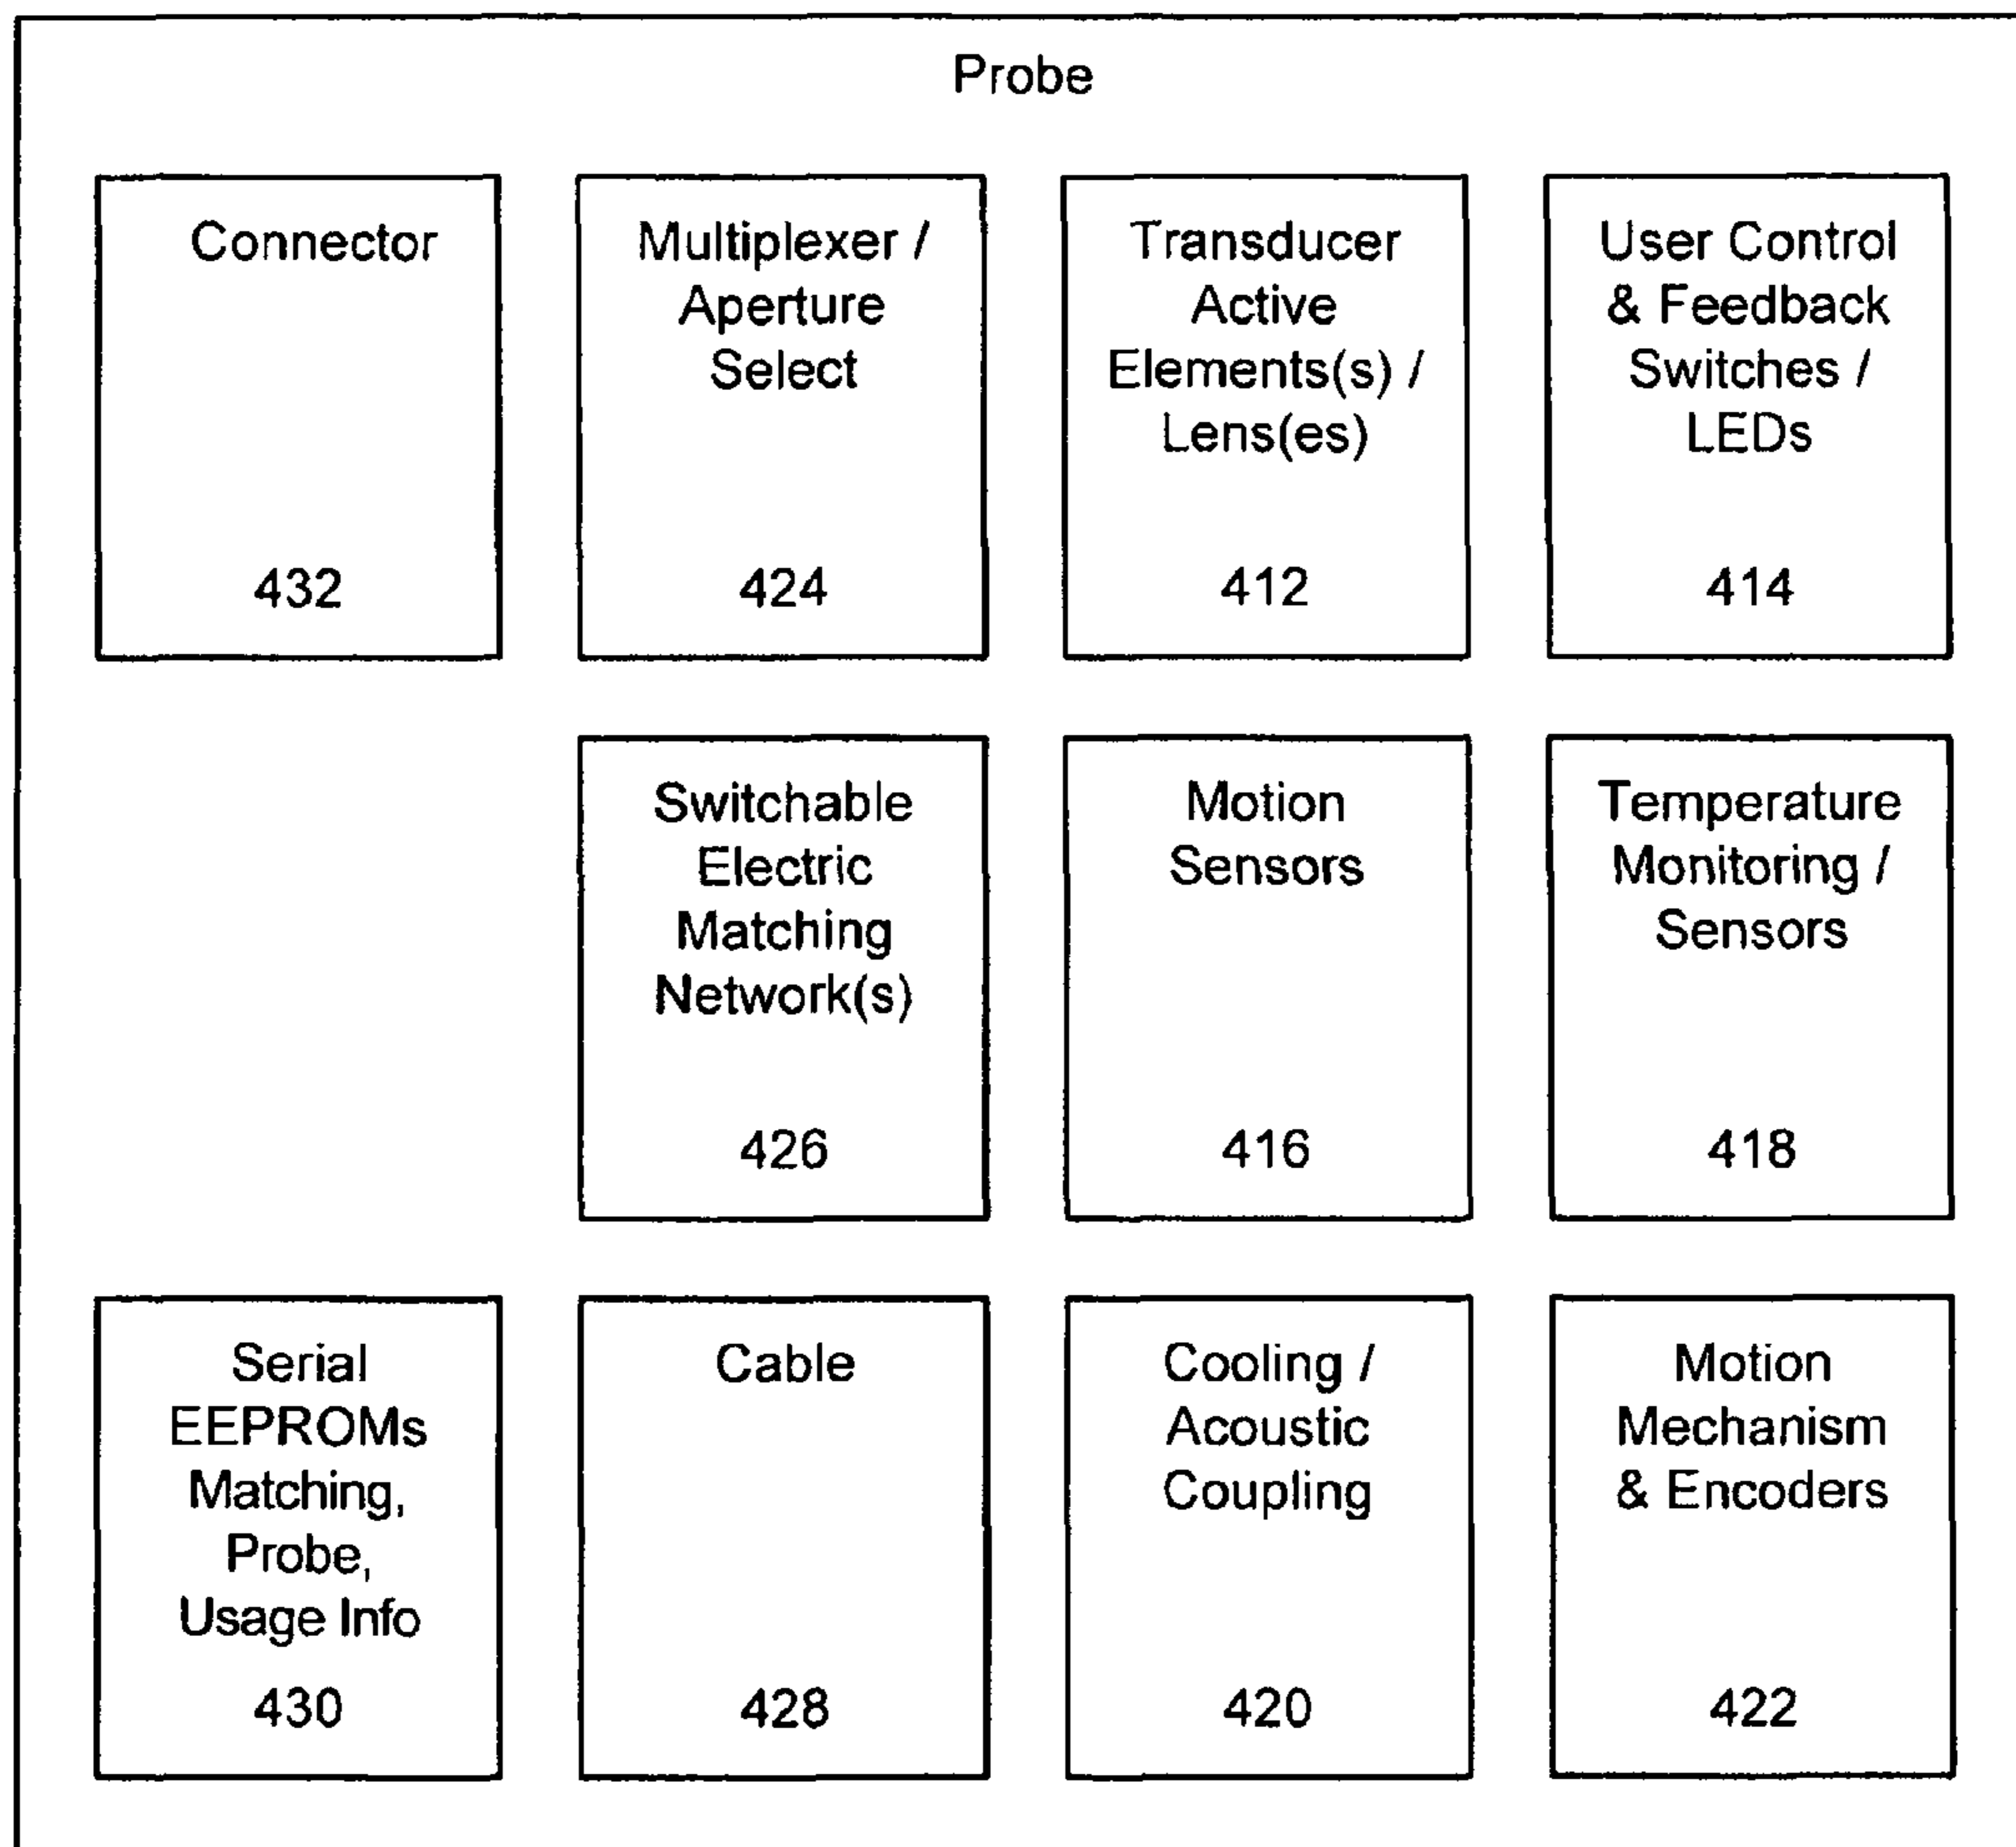 Probe
Connector
432
Multiplexer /
Aperture
Select
424
Transducer
Active
Elements(s) /
Lens(es)
412
User Control
& Feedback
Switches /
LEDs
414
Switchable
Electric
Matching
Network(s)
426
Motion
Sensors
416
Temperature
Monitoring /
Sensors
418
Serial
EEPROMs
Matching,
Probe,
Usage Info
430
Cable
428
Cooling /
Acoustic
Coupling
420
Motion
Mechanism
& Encoders
422